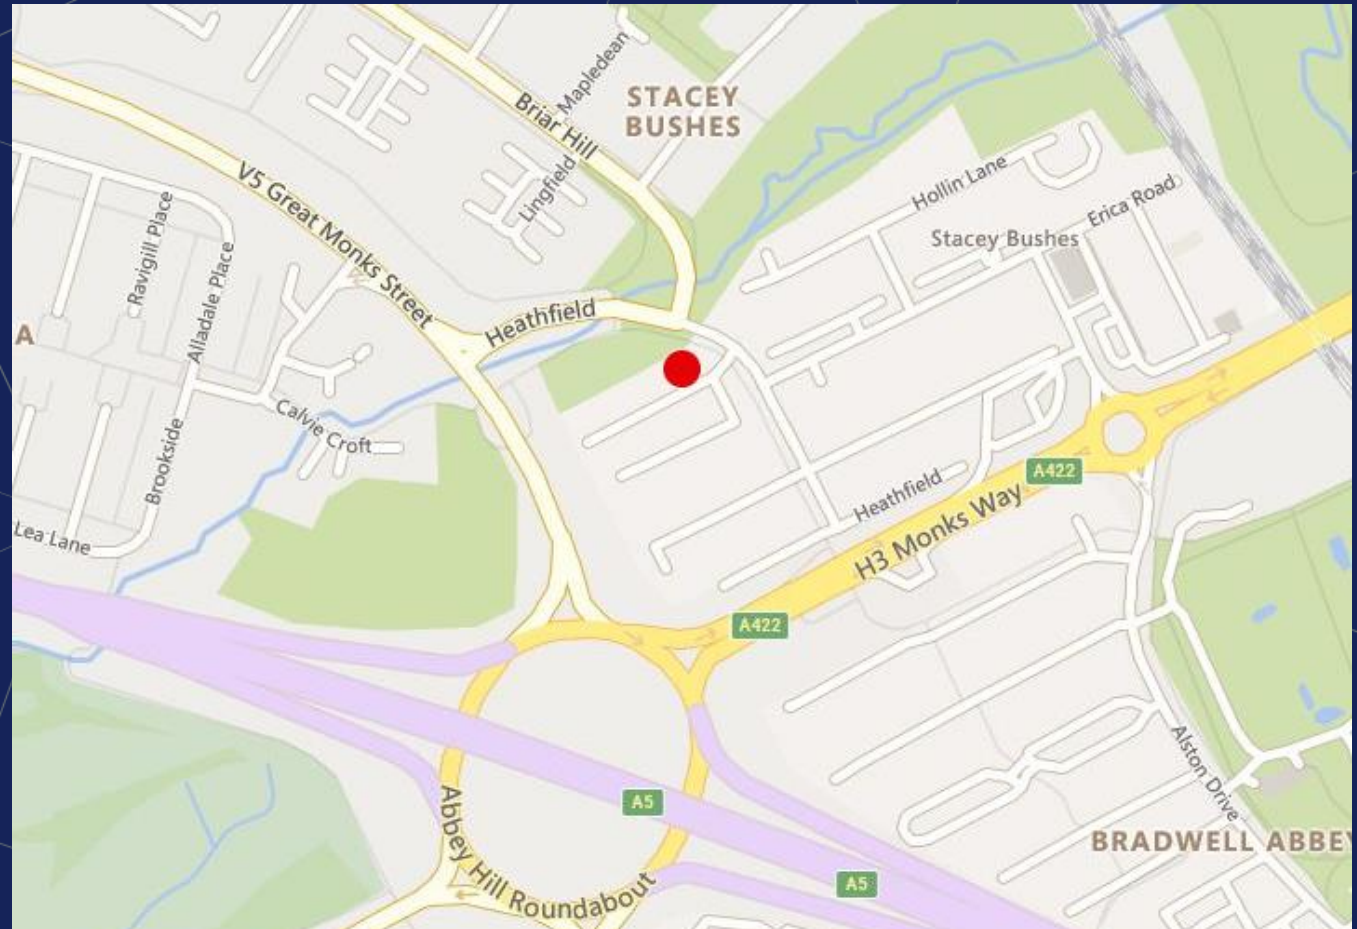 Mapledean
STACEY
BUSHES
Briar Hill
Lingfield
V5 Great Monks Street
Hollin Lane
Erica Road
Stacey Bushes
Ravigill Place
Alladale Place
Heathfield
A
Calvie Croft
Brookside
Lea Lane
A422
Heathfield
H3 Monks Way
A422
Alston Drive
A5
BRADWELL ABBEY
A5
Abbey Hill Roundabout